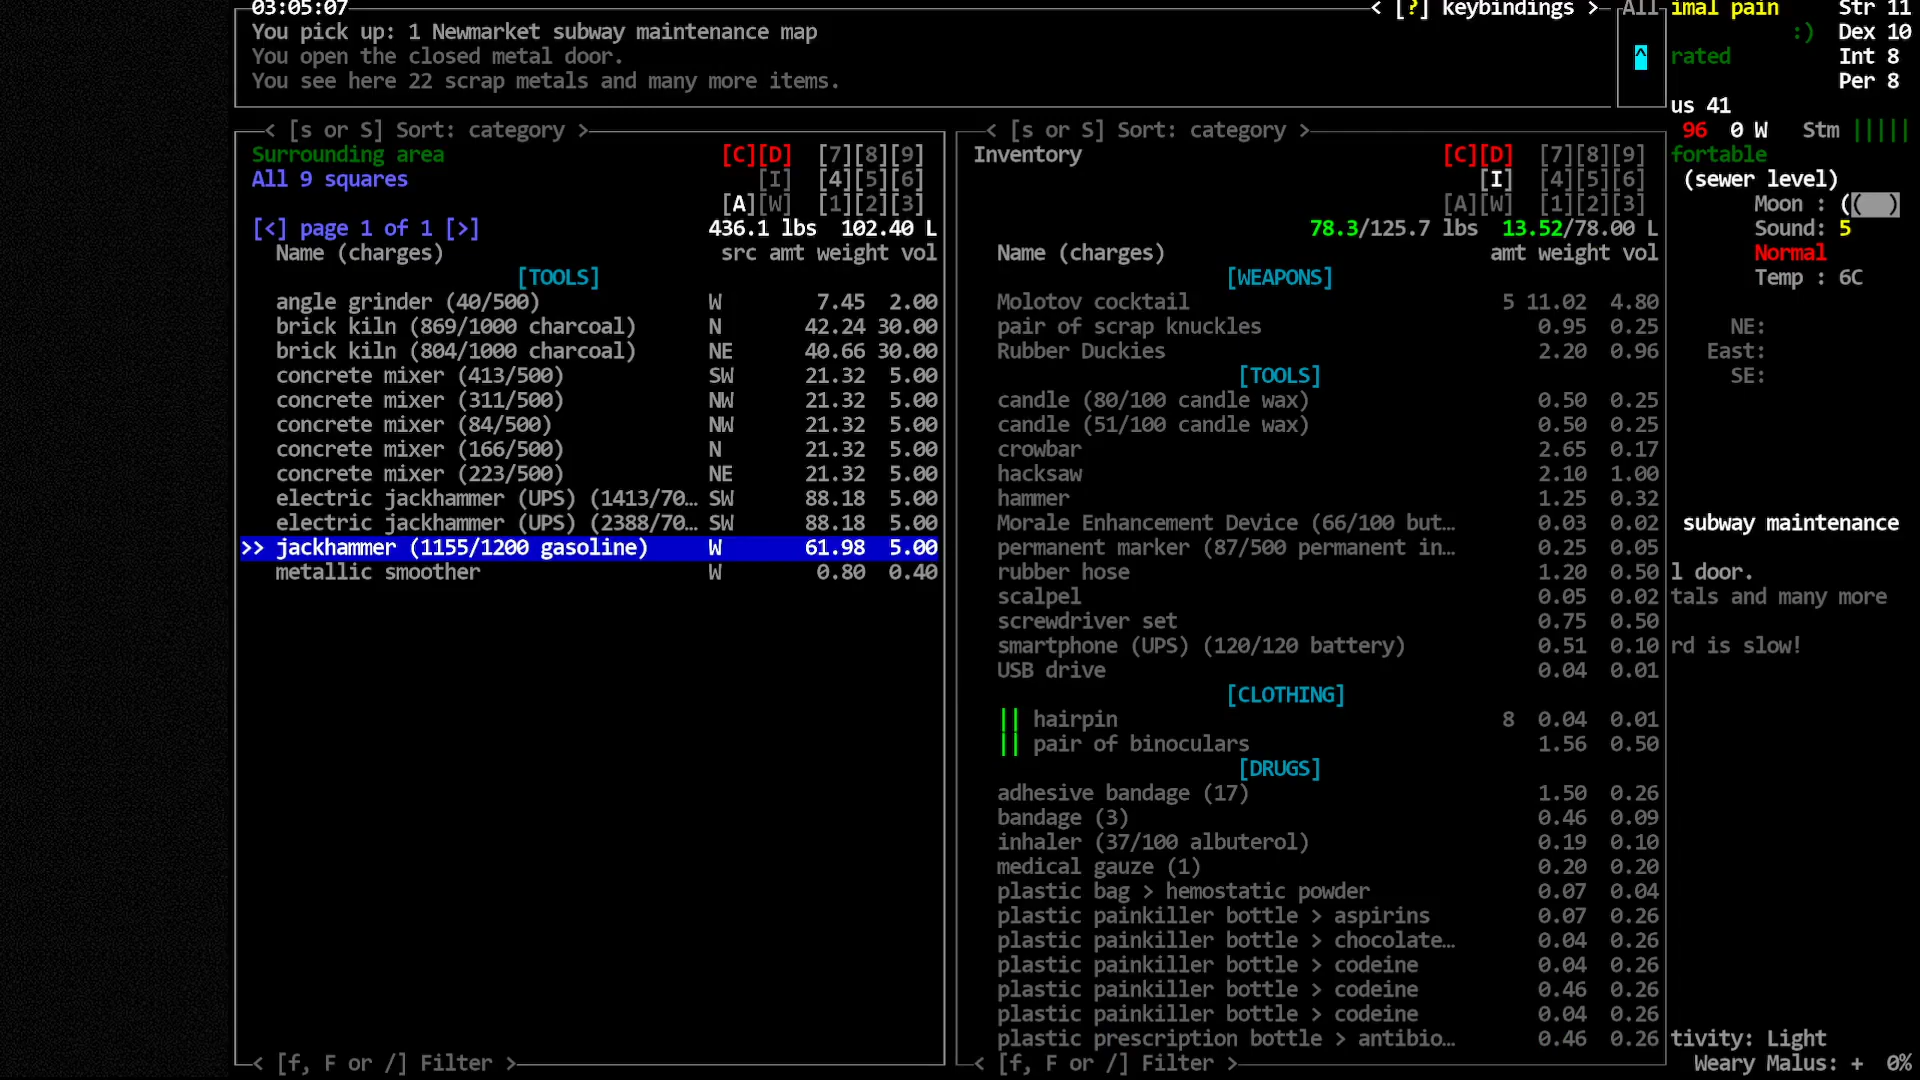 03:05:07
< [?] keybindings >
You pick up: 1 Newmarket subway maintenance map
You open the closed metal door.
You see here 22 scrap metals and many more items.
All
^
< [s or S] Sort: category >
Surrounding area [C][D] [7][8][9]
All 9 squares [I] [4][5][6]
[A][W] [1][2][3]
[<] page 1 of 1 [>] 436.1 lbs 102.40 L
Name (charges) src amt weight vol
[TOOLS]
angle grinder (40/500) W 7.45 2.00
brick kiln (869/1000 charcoal) N 42.24 30.00
brick kiln (804/1000 charcoal) NE 40.66 30.00
concrete mixer (413/500) SW 21.32 5.00
concrete mixer (311/500) NW 21.32 5.00
concrete mixer (84/500) NW 21.32 5.00
concrete mixer (166/500) N 21.32 5.00
concrete mixer (223/500) NE 21.32 5.00
electric jackhammer (UPS) (1413/70… SW 88.18 5.00
electric jackhammer (UPS) (2388/70… SW 88.18 5.00
>> jackhammer (1155/1200 gasoline) W 61.98 5.00
metallic smoother W 0.80 0.40
< [f, F or /] Filter >
< [s or S] Sort: category >
Inventory [C][D] [7][8][9]
[I] [4][5][6]
[A][W] [1][2][3]
78.3/125.7 lbs 13.52/78.00 L
Name (charges) amt weight vol
[WEAPONS]
Molotov cocktail 5 11.02 4.80
pair of scrap knuckles 0.95 0.25
Rubber Duckies 2.20 0.96
[TOOLS]
candle (80/100 candle wax) 0.50 0.25
candle (51/100 candle wax) 0.50 0.25
crowbar 2.65 0.17
hacksaw 2.10 1.00
hammer 1.25 0.32
Morale Enhancement Device (66/100 but… 0.03 0.02
permanent marker (87/500 permanent in… 0.25 0.05
rubber hose 1.20 0.50
scalpel 0.05 0.02
screwdriver set 0.75 0.50
smartphone (UPS) (120/120 battery) 0.51 0.10
USB drive 0.04 0.01
[CLOTHING]
|| hairpin 8 0.04 0.01
|| pair of binoculars 1.56 0.50
[DRUGS]
adhesive bandage (17) 1.50 0.26
bandage (3) 0.46 0.09
inhaler (37/100 albuterol) 0.19 0.10
medical gauze (1) 0.20 0.20
plastic bag > hemostatic powder 0.07 0.04
plastic painkiller bottle > aspirins 0.07 0.26
plastic painkiller bottle > chocolate… 0.04 0.26
plastic painkiller bottle > codeine 0.04 0.26
plastic painkiller bottle > codeine 0.46 0.26
plastic painkiller bottle > codeine 0.04 0.26
plastic prescription bottle > antibio… 0.46 0.26
< [f, F or /] Filter >
imal pain Str 11
:) Dex 10
rated Int 8
Per 8
us 41
96 0 W Stm |||||
fortable
(sewer level)
Moon : (( )
Sound: 5
Normal
Temp : 6C
NE:
East:
SE:
subway maintenance
l door.
tals and many more
rd is slow!
tivity: Light
Weary Malus: + 0%